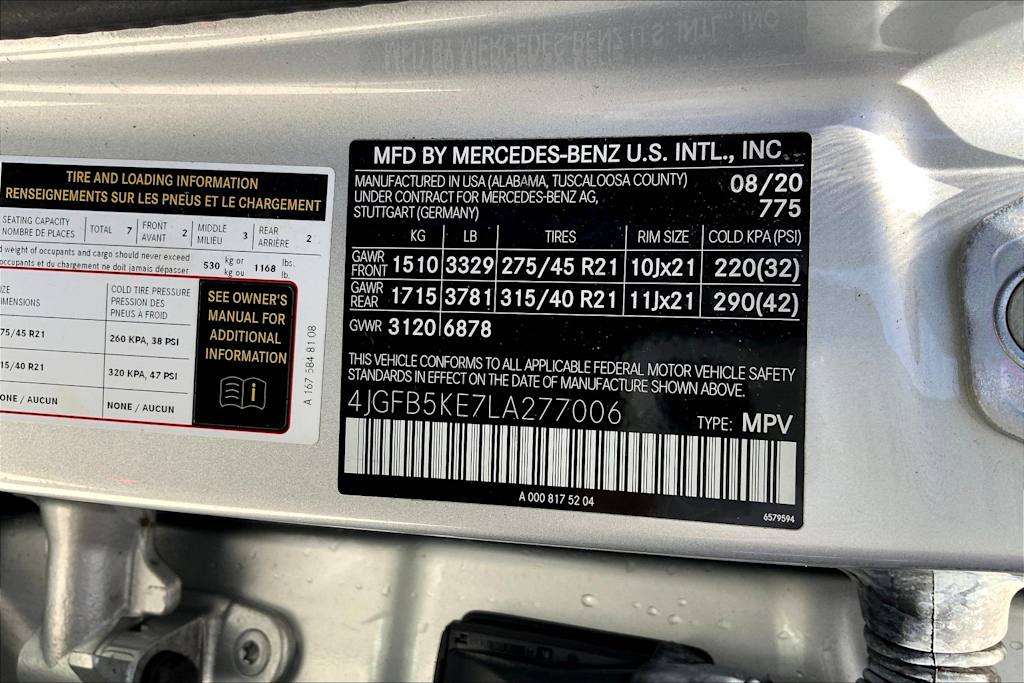 MFD BY MERCEDES-BENZ U.S. INTL., INC
TIRE AND LOADING INFORMATION
RENSEIGNEMENTS SUR LES PNEUS ET LE CHARGEMENT
SEATING CAPACITY
NOMBRE DE PLACES
TOTAL 7
FRONT
AVANT 2
MIDDLE
MILIEU 3
REAR
ARRIÈRE 2
weight of occupants and cargo should never exceed
occupants et du chargement ne doit jamais dépasser
530 kg or
kg ou
1168 lbs.
lb.
COLD TIRE PRESSURE
PRESSION DES
PNEUS À FROID
75/45 R21 260 KPA, 38 PSI
15/40 R21 320 KPA, 47 PSI
NONE / AUCUN NONE / AUCUN
SEE OWNER'S
MANUAL FOR
ADDITIONAL
INFORMATION
A 167 584 81 08
MFD BY MERCEDES-BENZ U.S. INTL., INC
MANUFACTURED IN USA (ALABAMA, TUSCALOOSA COUNTY)
UNDER CONTRACT FOR MERCEDES-BENZ AG,
STUTTGART (GERMANY)
08/20
775
KG LB TIRES RIM SIZE COLD, KPA (PSI)
GAWR
FRONT 1510 3329 275/45 R21 10Jx21 220(32)
GAWR
REAR 1715 3781 315/40 R21 11Jx21 290(42)
GVWR 3120 6878
THIS VEHICLE CONFORMS TO ALL APPLICABLE FEDERAL MOTOR VEHICLE SAFETY
STANDARDS IN EFFECT ON THE DATE OF MANUFACTURE SHOWN ABOVE.
4JGFB5KE7LA277006
TYPE: MPV
A 000 817 52 04
6579594